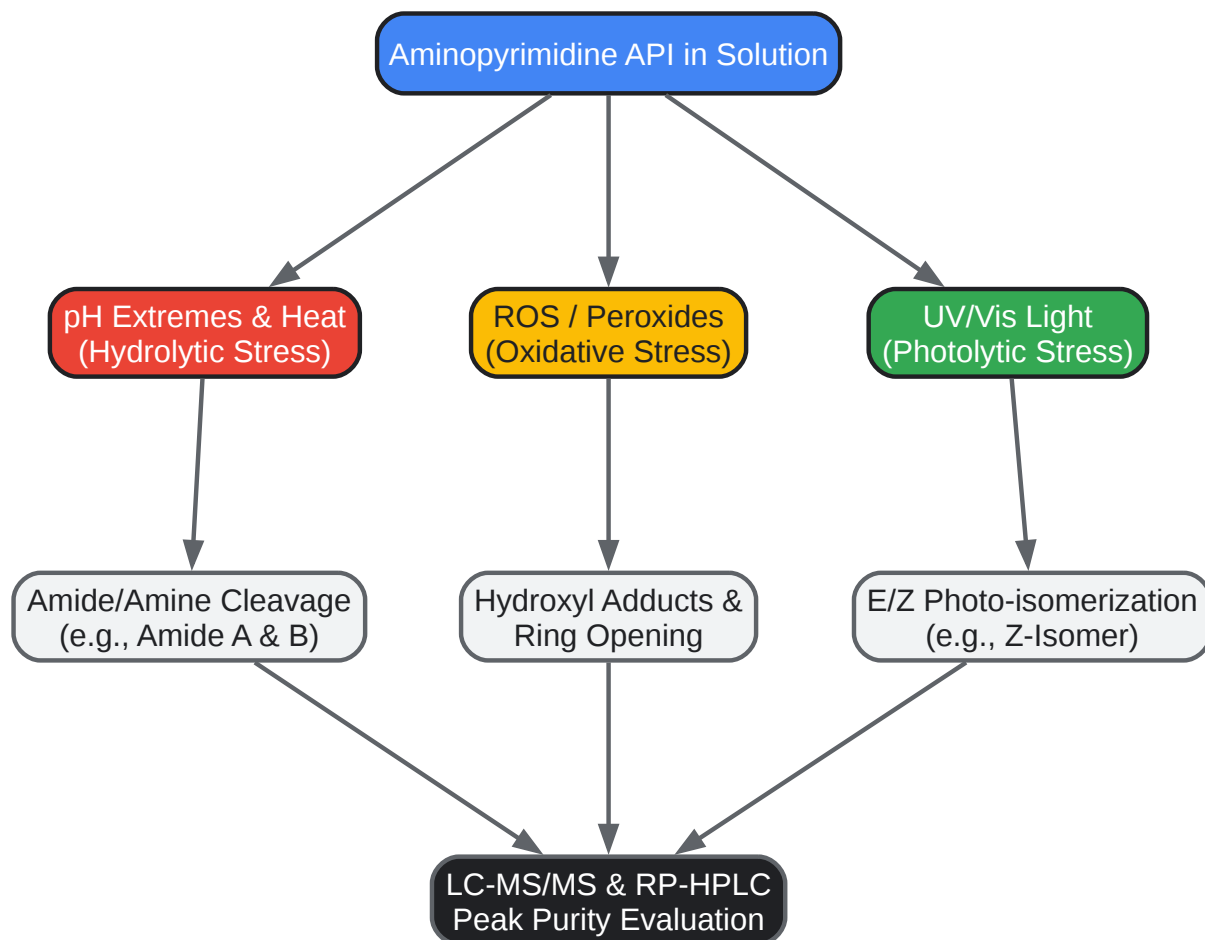 Aminopyrimidine API in Solution
pH Extremes & Heat
(Hydrolytic Stress)
ROS / Peroxides
(Oxidative Stress)
UV/Vis Light
(Photolytic Stress)
Amide/Amine Cleavage
(e.g., Amide A & B)
Hydroxyl Adducts &
Ring Opening
E/Z Photo-isomerization
(e.g., Z-Isomer)
LC-MS/MS & RP-HPLC
Peak Purity Evaluation